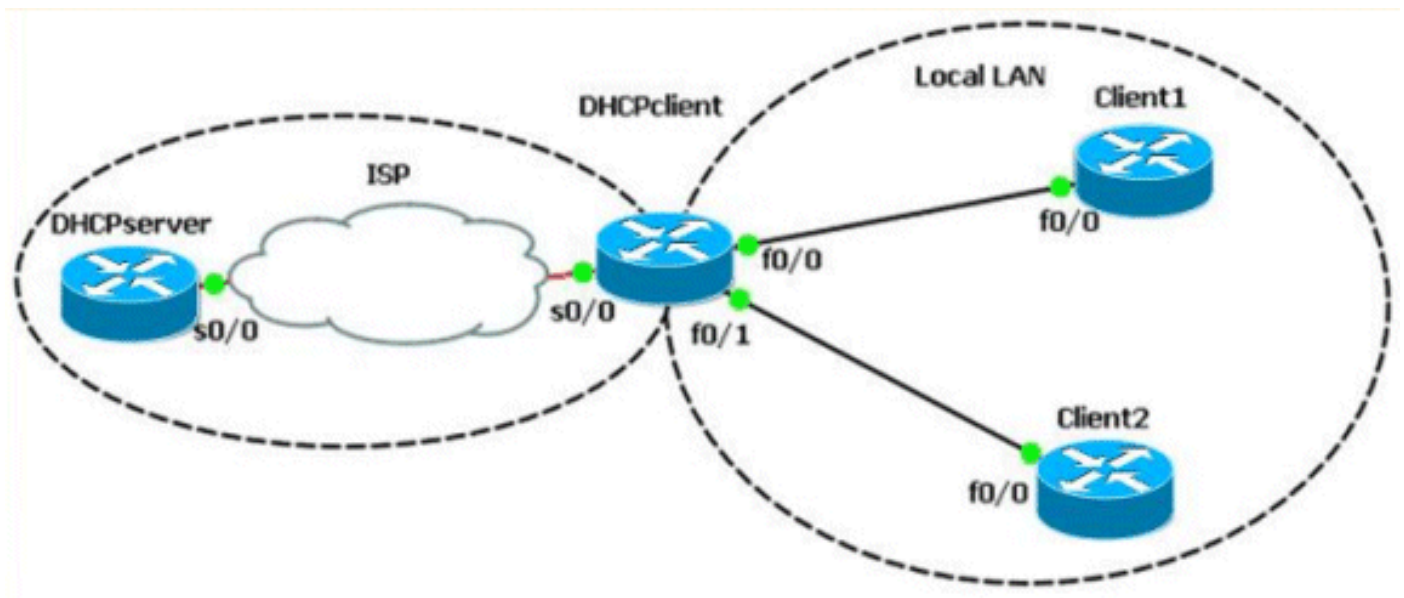 Local LAN
Client1
DHCPclient
ISP
DHCPserver
f0/0
f0/0
s0/0
s0/0
f0/1
Client2
f0/0